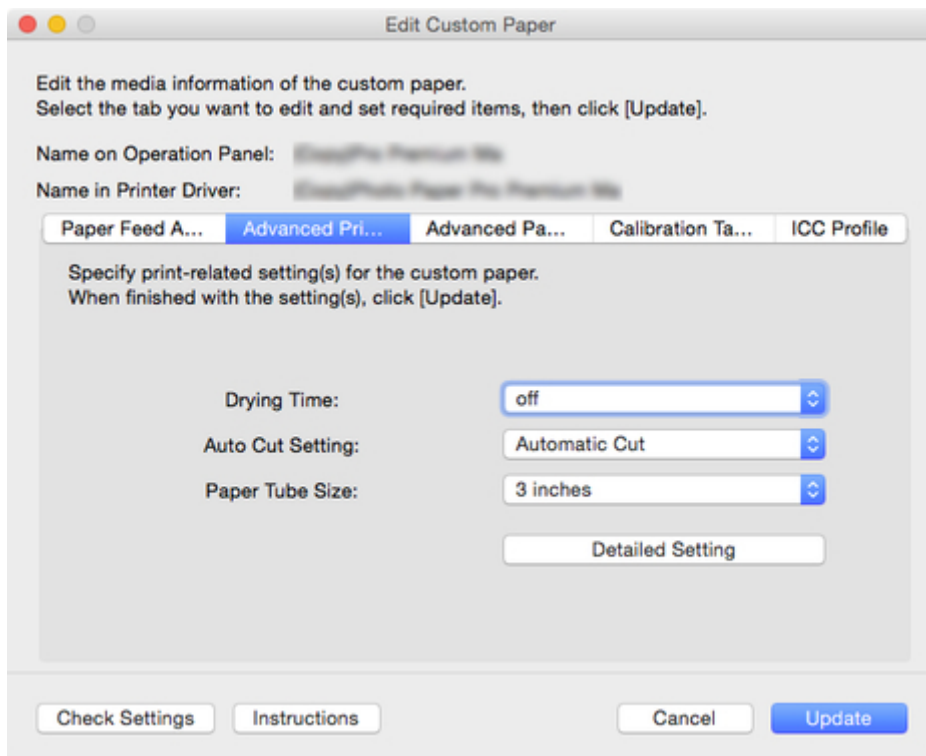 Edit Custom Paper
Edit the media information of the custom paper.
Select the tab you want to edit and set required items, then click [Update].
Name on Operation Panel:
Name in Printer Driver:
Paper Feed A... Advanced Pri... Advanced Pa... Calibration Ta... ICC Profile
Specify print-related setting(s) for the custom paper.
When finished with the setting(s), click [Update].
Drying Time: off
Auto Cut Setting: Automatic Cut
Paper Tube Size: 3 inches
Detailed Setting
Check Settings Instructions Cancel Update